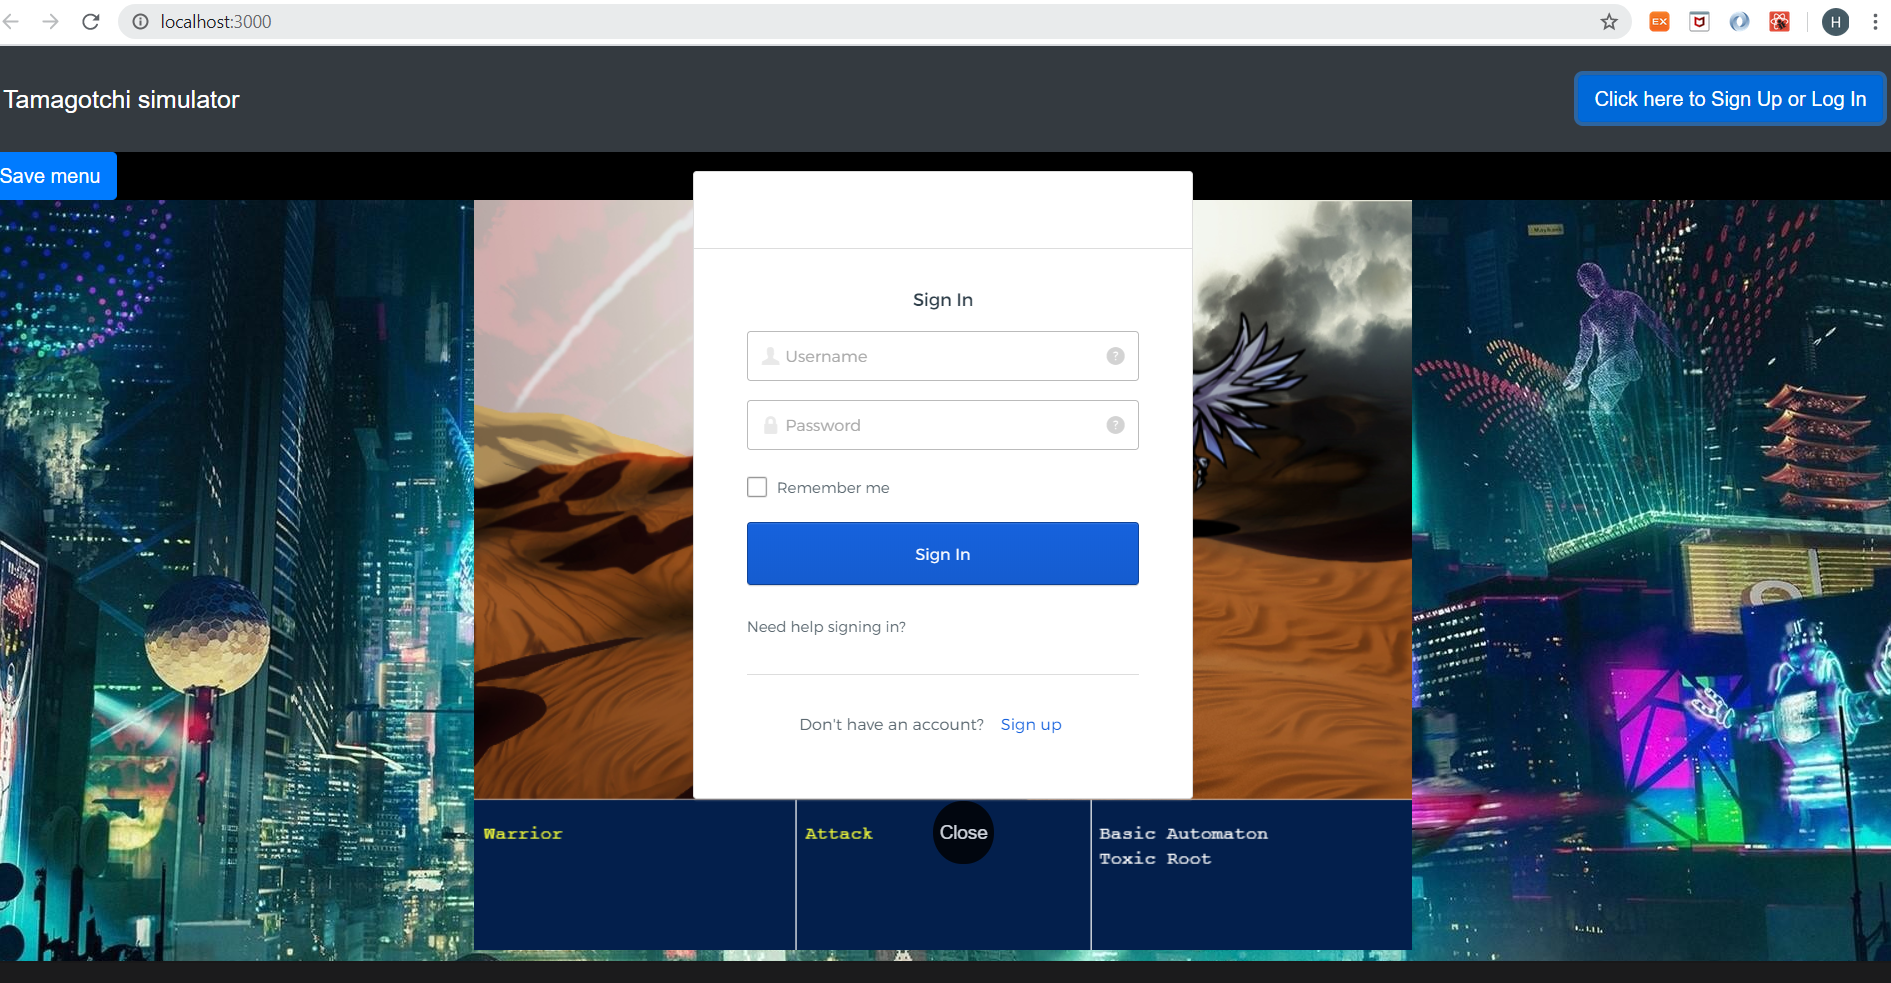 localhost:3000
EX
H
Tamagotchi simulator
Click here to Sign Up or Log In
Save menu
Sign In
Username
?
Password
?
Remember me
Sign In
Need help signing in?
Don't have an account? Sign up
Warrior
Attack
Close
Basic Automaton
Toxic Root